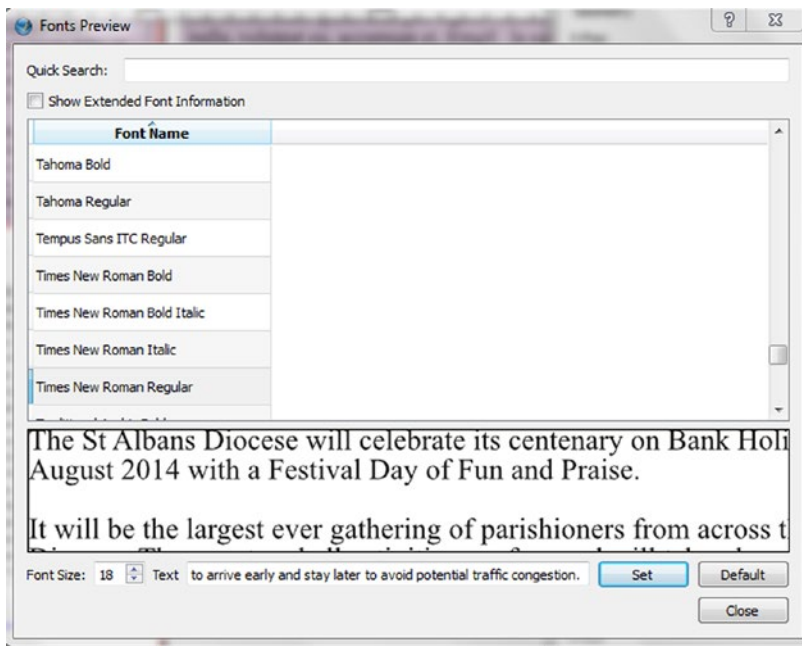 Fonts Preview
Quick Search:
Show Extended Font Information
Font Name
Tahoma Bold
Tahoma Regular
Tempus Sans ITC Regular
Times New Roman Bold
Times New Roman Bold Italic
Times New Roman Italic
Times New Roman Regular
The St Albans Diocese will celebrate its centenary on Bank Holi
August 2014 with a Festival Day of Fun and Praise.
It will be the largest ever gathering of parishioners from across t
Font Size: 18 Text to arrive early and stay later to avoid potential traffic congestion. Set Default
Close